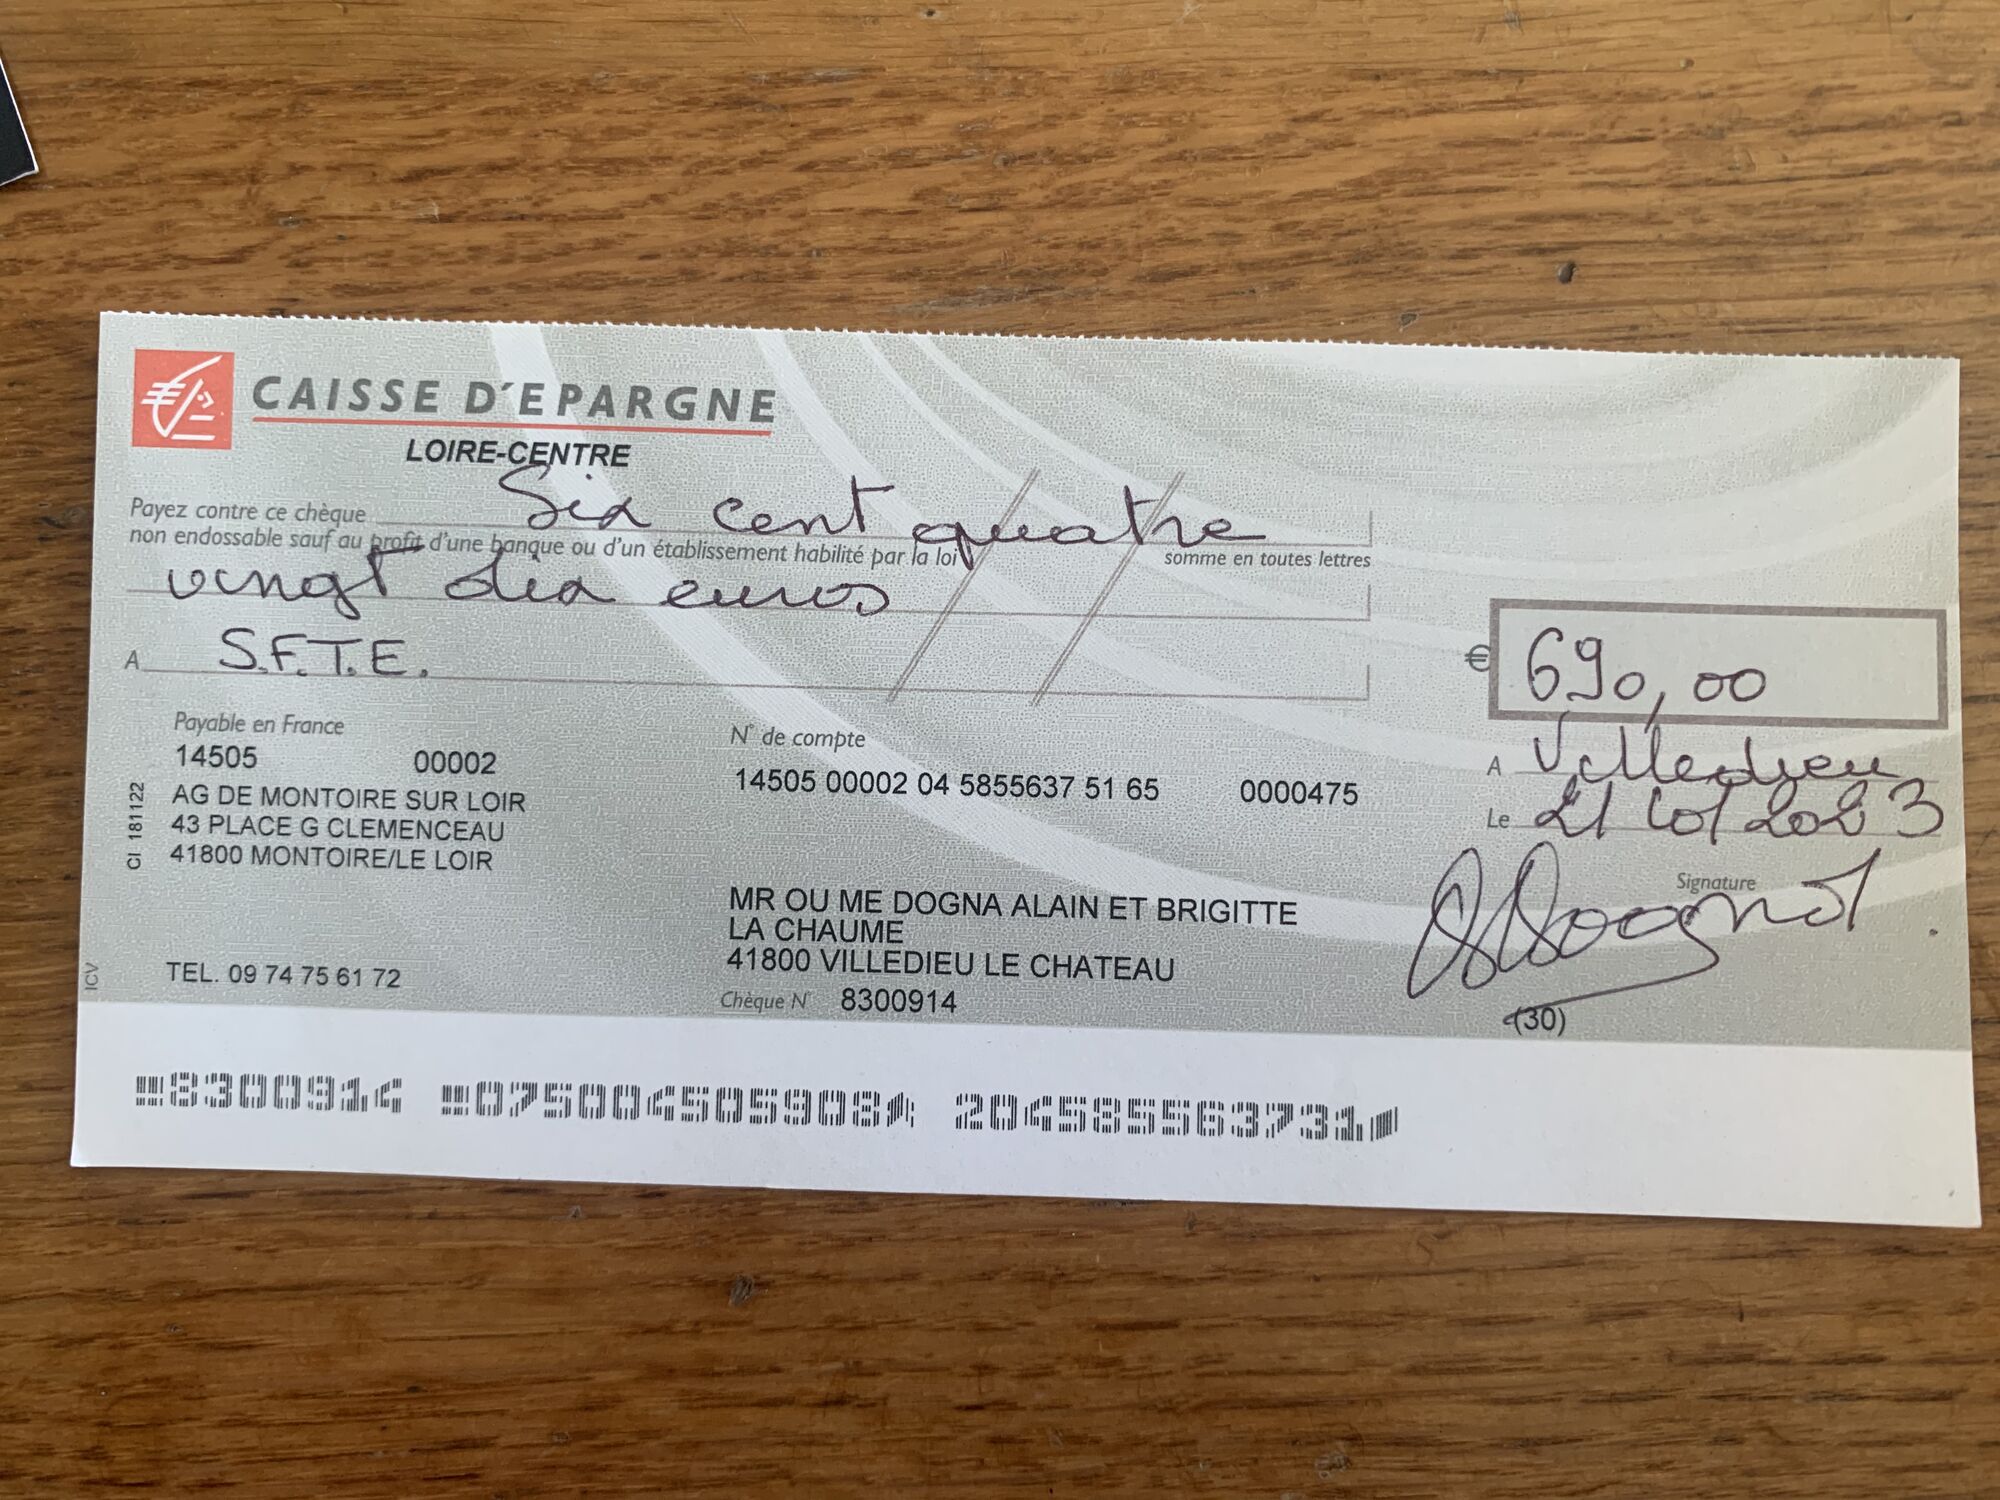 CAISSE D'EPARGNE
LOIRE-CENTRE
Payez contre ce chèque Six cent quatre
non endossable sauf au profit d'une banque ou d'un établissement habilité par la loi somme en toutes lettres
vingt dix euros
A S.F.T.E.
€ 690,00
Payable en France
14505 00002
AG DE MONTOIRE SUR LOIR
43 PLACE G CLEMENCEAU
41800 MONTOIRE/LE LOIR
CI 181122
TEL. 09 74 75 61 72
ICV
N° de compte
14505 00002 04 5855637 51 65 0000475
MR OU ME DOGNA ALAIN ET BRIGITTE
LA CHAUME
41800 VILLEDIEU LE CHATEAU
Chèque N° 8300914
A Villedieu
Le 21/01/2023
Signature
(30)
8300914 075004505908 204585563731